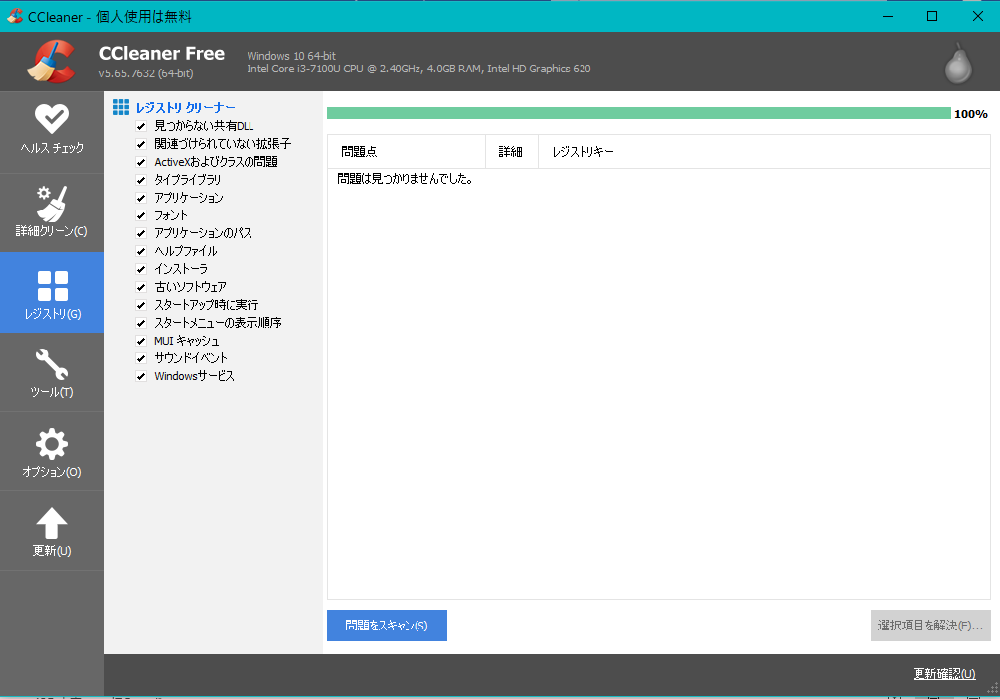 CCleaner - 個人使用は無料
CCleaner Free
v5.65.7632 (64-bit)
Windows 10 64-bit
Intel Core i3-7100U CPU @ 2.40GHz, 4.0GB RAM, Intel HD Graphics 620
ヘルス チェック
詳細クリーン(C)
レジストリ(G)
ツール(T)
オプション(O)
更新(U)
レジストリ クリーナー
見つからない共有DLL
関連づけられていない拡張子
ActiveXおよびクラスの問題
タイプライブラリ
アプリケーション
フォント
アプリケーションのパス
ヘルプファイル
インストーラ
古いソフトウェア
スタートアップ時に実行
スタートメニューの表示順序
MUI キャッシュ
サウンドイベント
Windowsサービス
100%
問題点 詳細 レジストリキー
問題は見つかりませんでした。
問題をスキャン(S)
選択項目を解決(F)...
更新確認(U)